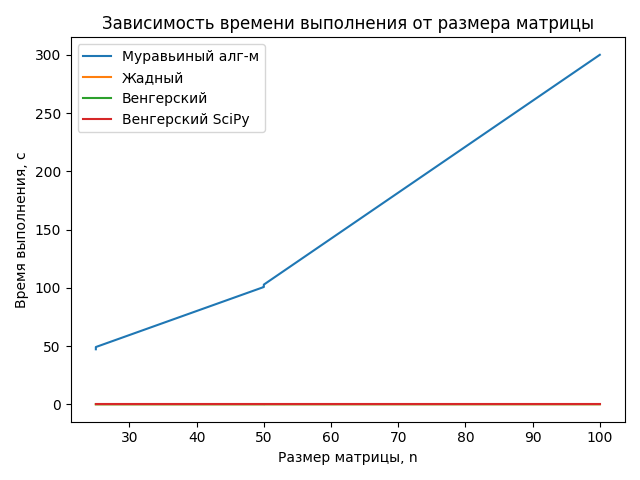 Зависимость времени выполнения от размера матрицы
Муравьиный алг-м
Жадный
Венгерский
Венгерский SciPy
Время выполнения, с
300
250
200
150
100
50
0
30 40 50 60 70 80 90 100
Размер матрицы, n